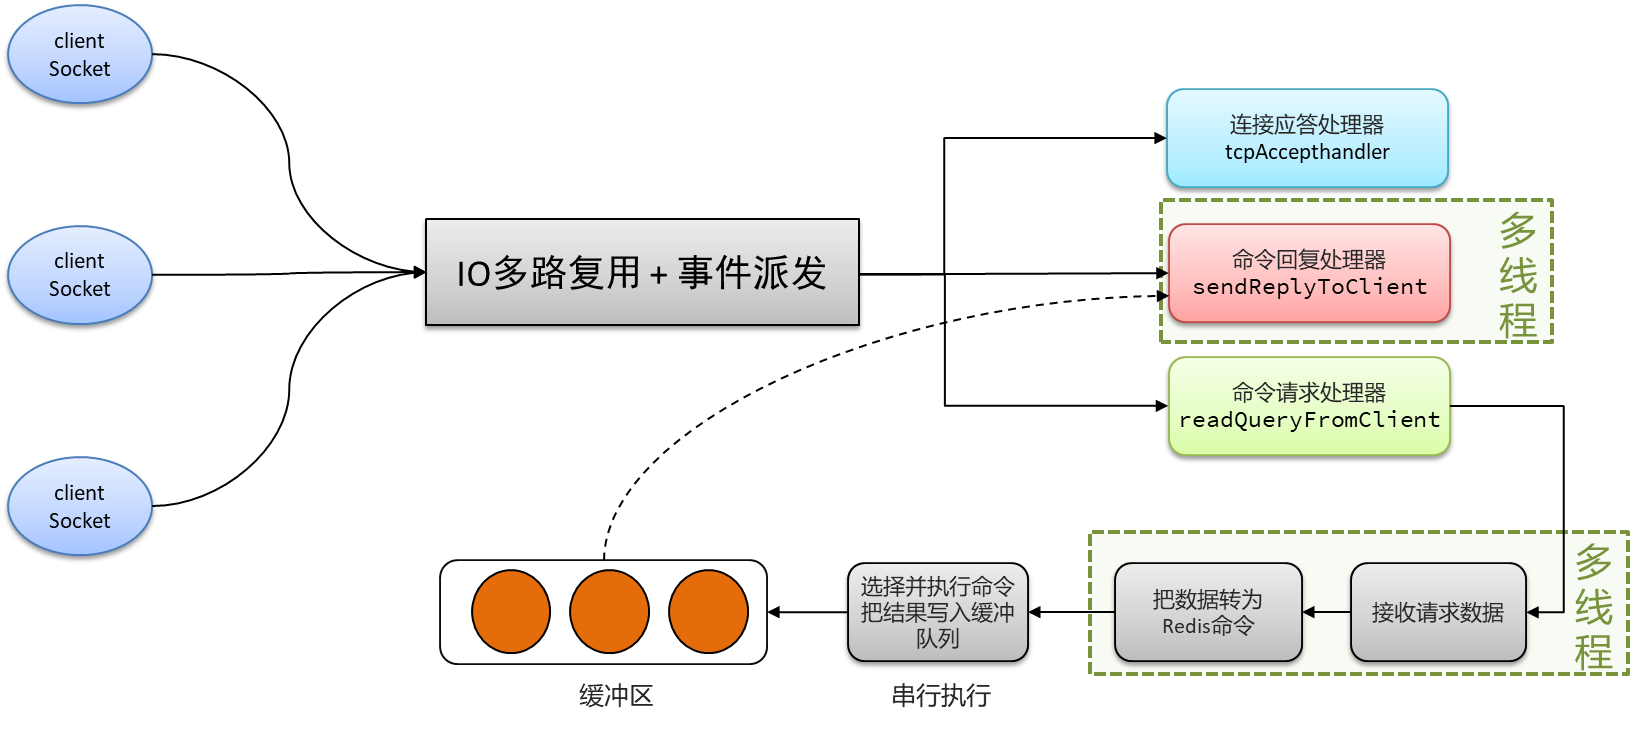 client
Socket
client
Socket
client
Socket
IO多路复用 + 事件派发
连接应答处理器
tcpAccepthandler
命令回复处理器
sendReplyToClient
多
线
程
命令请求处理器
readQueryFromClient
多
线
程
接收请求数据
把数据转为
Redis命令
选择并执行命令
把结果写入缓冲
队列
串行执行
缓冲区